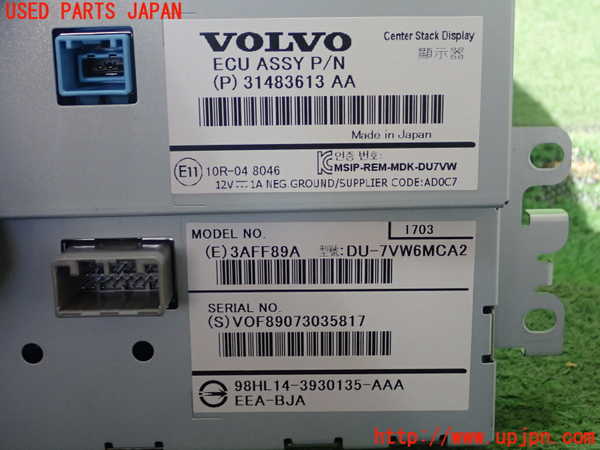 USED PARTS JAPAN
VOLVO
Center Stack Display
顯示器
ECU ASSY P/N
(P) 31483613 AA
Made in Japan
E11 10R-04 8046
인증 번호:
MSIP-REM-MDK-DU7VW
12V⎓1A NEG.GROUND/SUPPLIER CODE:AD0C7
MODEL NO.
1703
(E)3AFF89A
型號:DU-7VW6MCA2
SERIAL NO.
(S)VOF89073035817
98HL14-3930135-AAA
EEA-BJA
UPJ http://www.upjpn.com